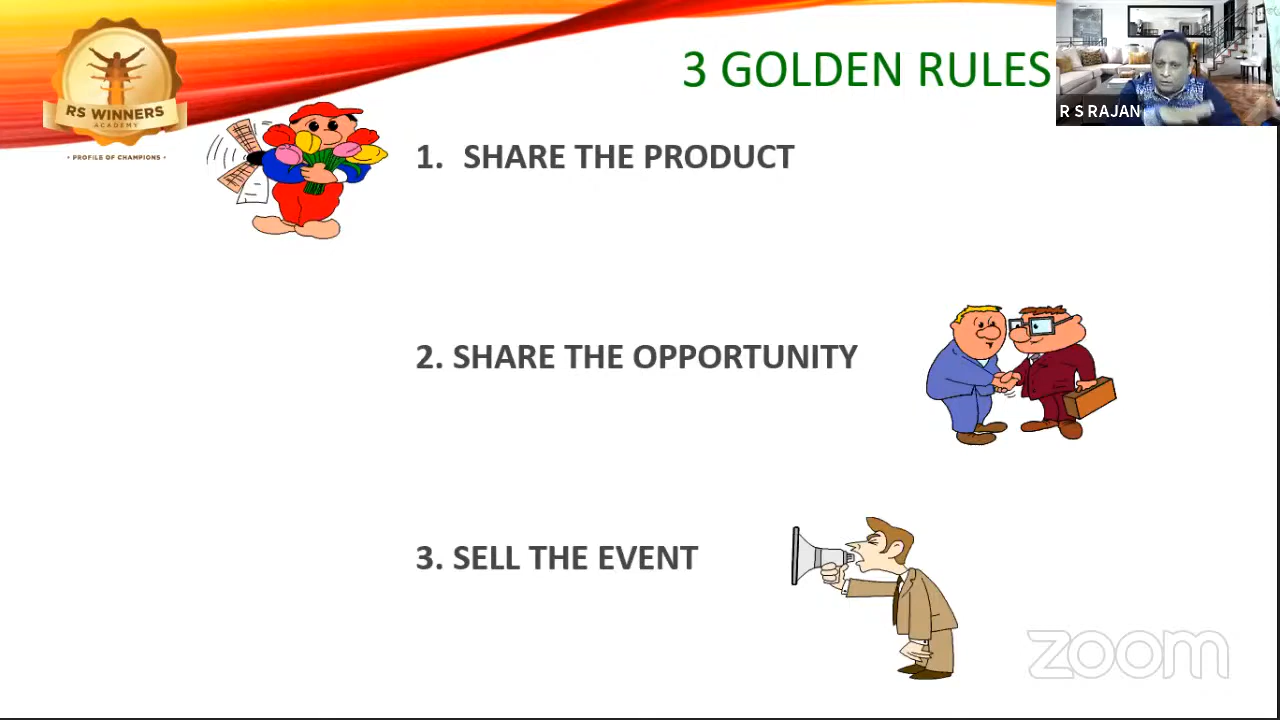 3 GOLDEN RULES
R S RAJAN
RS WINNERS
ACADEMY
• PROFILE OF CHAMPIONS •
1. SHARE THE PRODUCT
2. SHARE THE OPPORTUNITY
3. SELL THE EVENT
zoom